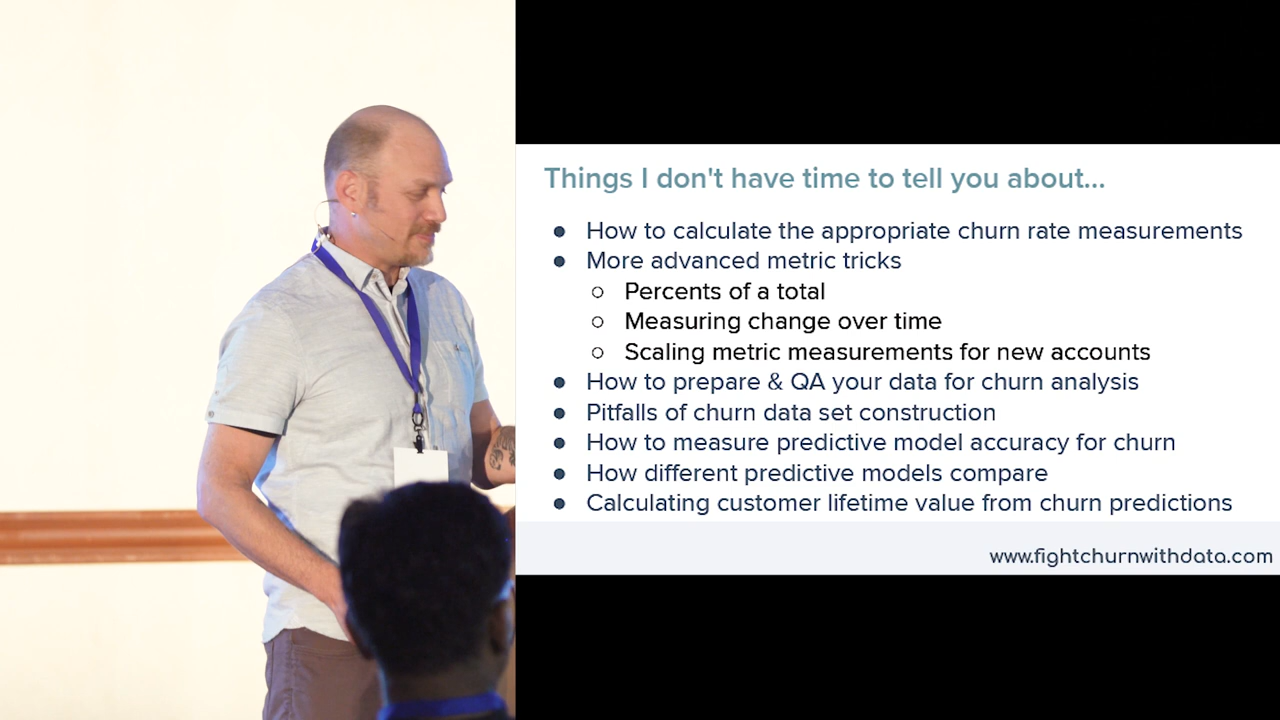 Things I don't have time to tell you about...
● How to calculate the appropriate churn rate measurements
● More advanced metric tricks
○ Percents of a total
○ Measuring change over time
○ Scaling metric measurements for new accounts
● How to prepare & QA your data for churn analysis
● Pitfalls of churn data set construction
● How to measure predictive model accuracy for churn
● How different predictive models compare
● Calculating customer lifetime value from churn predictions
www.fightchurnwithdata.com